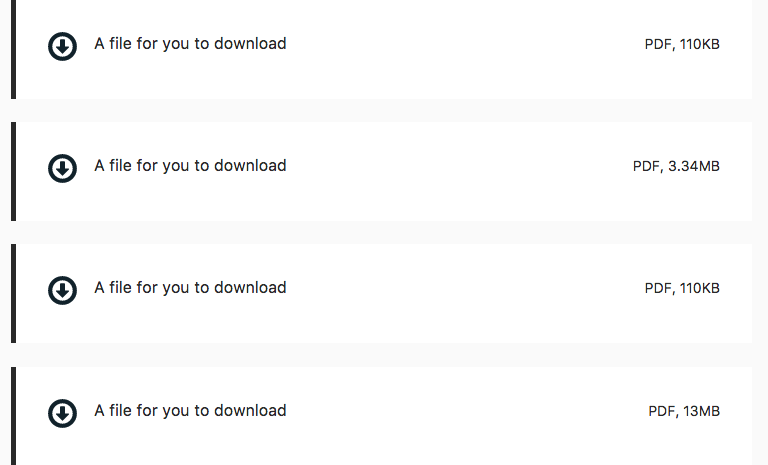 A file for you to download PDF, 110KB
A file for you to download PDF, 3.34MB
A file for you to download PDF, 110KB
A file for you to download PDF, 13MB